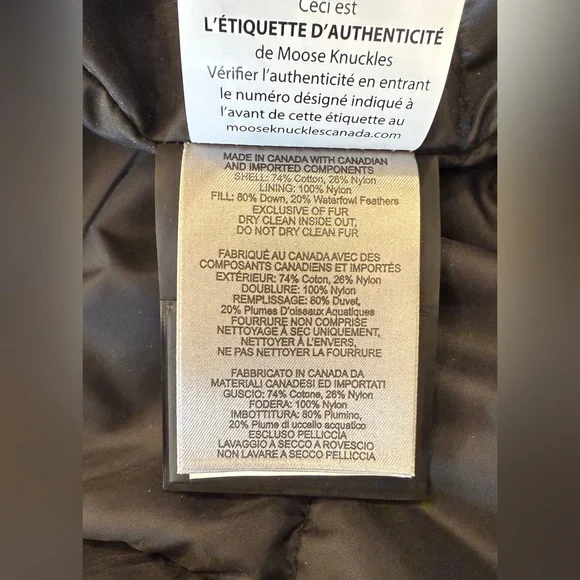 Ceci est
L'ÉTIQUETTE D'AUTHENTICITÉ
de Moose Knuckles
Vérifier l'authenticité en entrant
le numéro désigné indiqué à
l'avant de cette étiquette au
mooseknucklescanada.com
MADE IN CANADA WITH CANADIAN
AND IMPORTED COMPONENTS
SHELL: 74% Cotton, 26% Nylon
LINING: 100% Nylon
FILL: 80% Down, 20% Waterfowl Feathers
EXCLUSIVE OF FUR
DRY CLEAN INSIDE OUT,
DO NOT DRY CLEAN FUR
FABRIQUÉ AU CANADA AVEC DES
COMPOSANTS CANADIENS ET IMPORTÉS
EXTÉRIEUR: 74% Coton, 26% Nylon
DOUBLURE: 100% Nylon
REMPLISSAGE: 80% Duvet,
20% Plumes D'oiseaux Aquatiques
FOURRURE NON COMPRISE
NETTOYAGE À SEC UNIQUEMENT,
NETTOYER À L'ENVERS,
NE PAS NETTOYER LA FOURRURE
FABBRICATO IN CANADA DA
MATERIALI CANADESI ED IMPORTATI
GUSCIO: 74% Cotone, 26% Nylon
FODERA: 100% Nylon
IMBOTTITURA: 80% Piumino,
20% Piume di uccello acquatico
ESCLUSO PELLICCIA
LAVAGGIO A SECCO A ROVESCIO
NON LAVARE A SECCO PELLICCIA